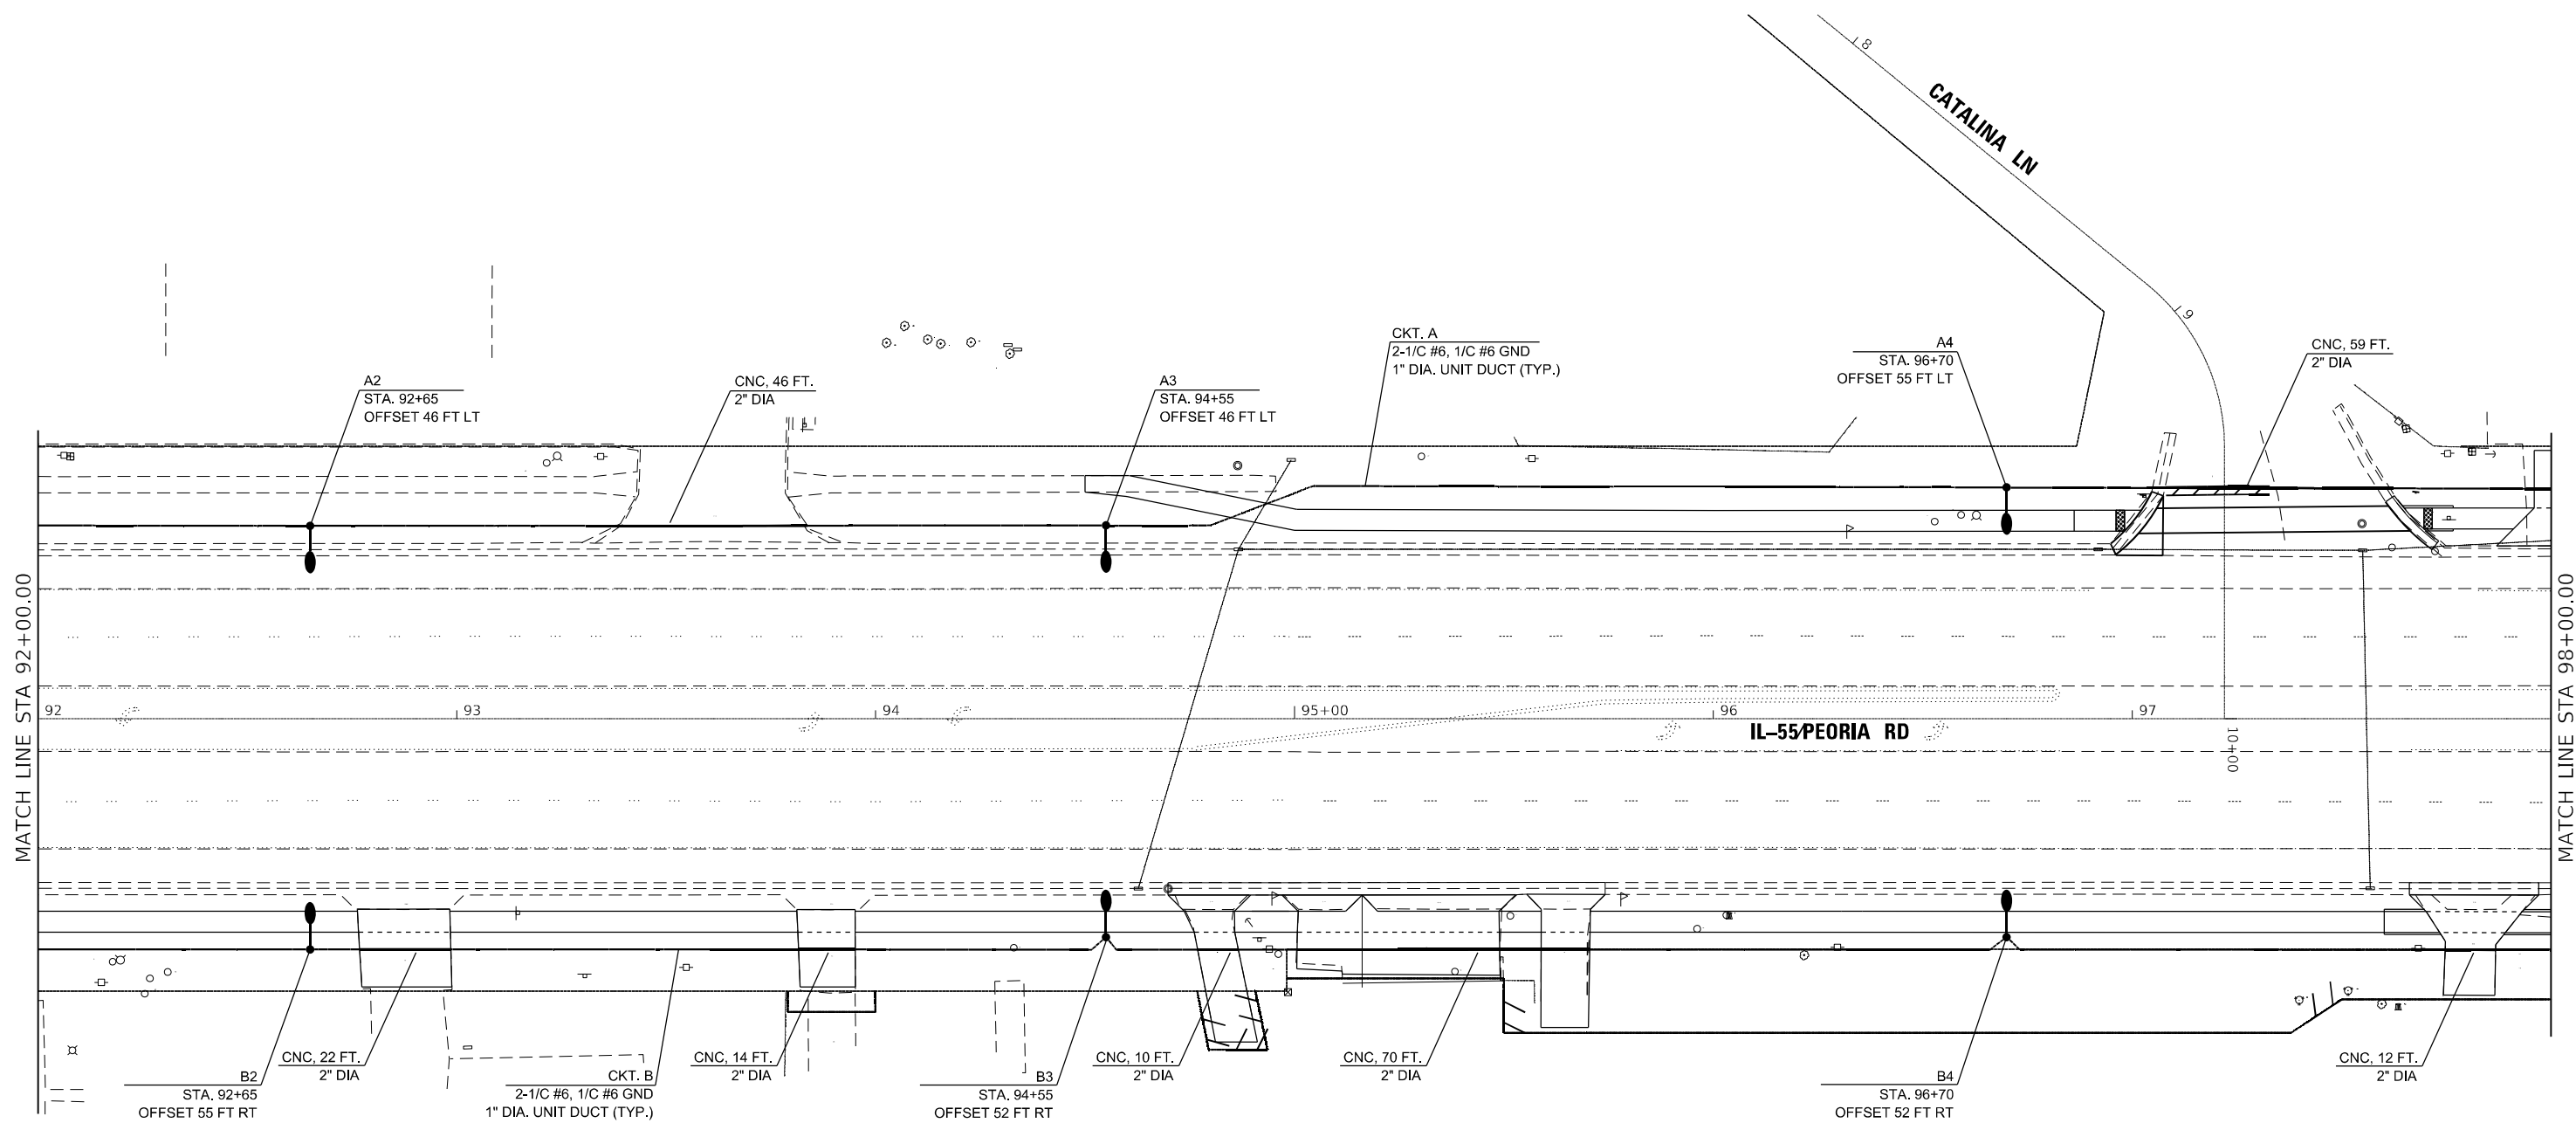 8
CATALINA LN
9
CKT. A
2-1/C #6, 1/C #6 GND
1" DIA. UNIT DUCT (TYP.)
A4
STA. 96+70
OFFSET 55 FT LT
CNC, 59 FT.
2" DIA
A2
STA. 92+65
OFFSET 46 FT LT
CNC, 46 FT.
2" DIA
A3
STA. 94+55
OFFSET 46 FT LT
MATCH LINE STA 92+00.00
MATCH LINE STA 98+00.00
92
93
94
95+00
96
97
IL-55/PEORIA RD
10+00
B2
STA. 92+65
OFFSET 55 FT RT
CNC, 22 FT.
2" DIA
CKT. B
2-1/C #6, 1/C #6 GND
1" DIA. UNIT DUCT (TYP.)
CNC, 14 FT.
2" DIA
B3
STA. 94+55
OFFSET 52 FT RT
CNC, 10 FT.
2" DIA
CNC, 70 FT.
2" DIA
B4
STA. 96+70
OFFSET 52 FT RT
CNC, 12 FT.
2" DIA